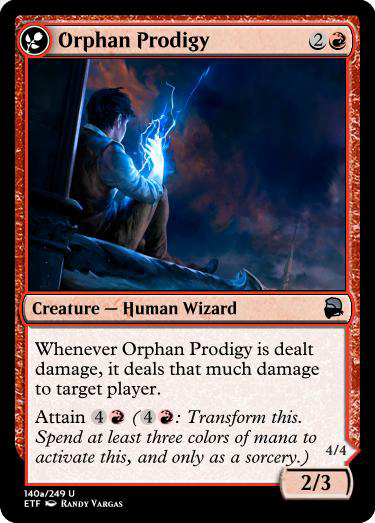 Orphan Prodigy 2
Creature — Human Wizard
Whenever Orphan Prodigy is dealt
damage, it deals that much damage
to target player.
Attain 4 ( 4 : Transform this.
Spend at least three colors of mana to
activate this, and only as a sorcery.)
4/4
2/3
140a/249 U
ETF RANDY VARGAS